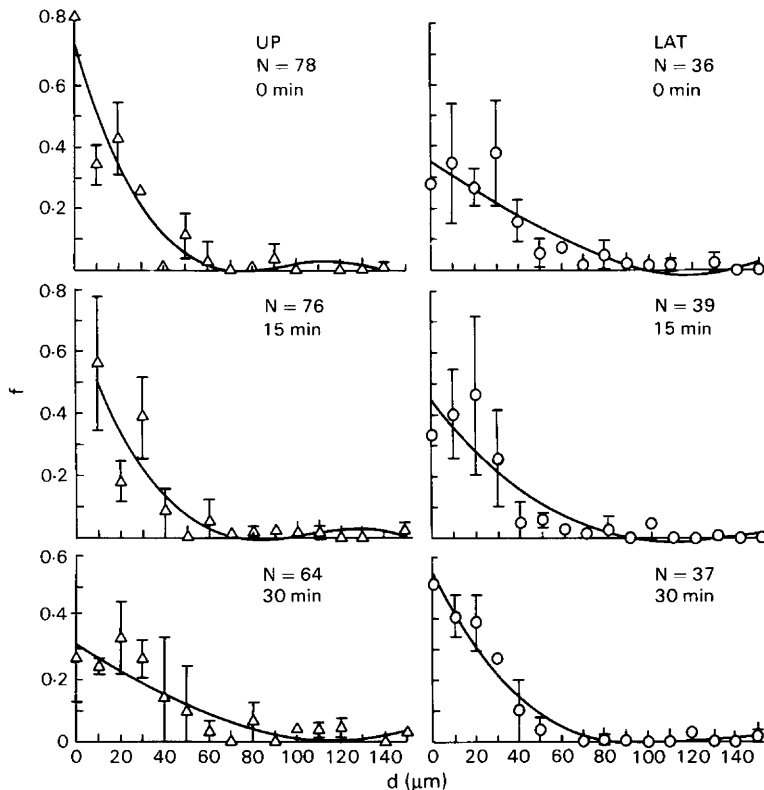 0·8
0·6
0·4
0·2
UP
N = 78
0 min
LAT
N = 36
0 min
0·8
0·6
0·4
0·2
f
N = 76
15 min
N = 39
15 min
0·6
0·4
0·2
0
N = 64
30 min
N = 37
30 min
0 20 40 60 80 100 120 140
0 20 40 60 80 100 120 140
d (μm)